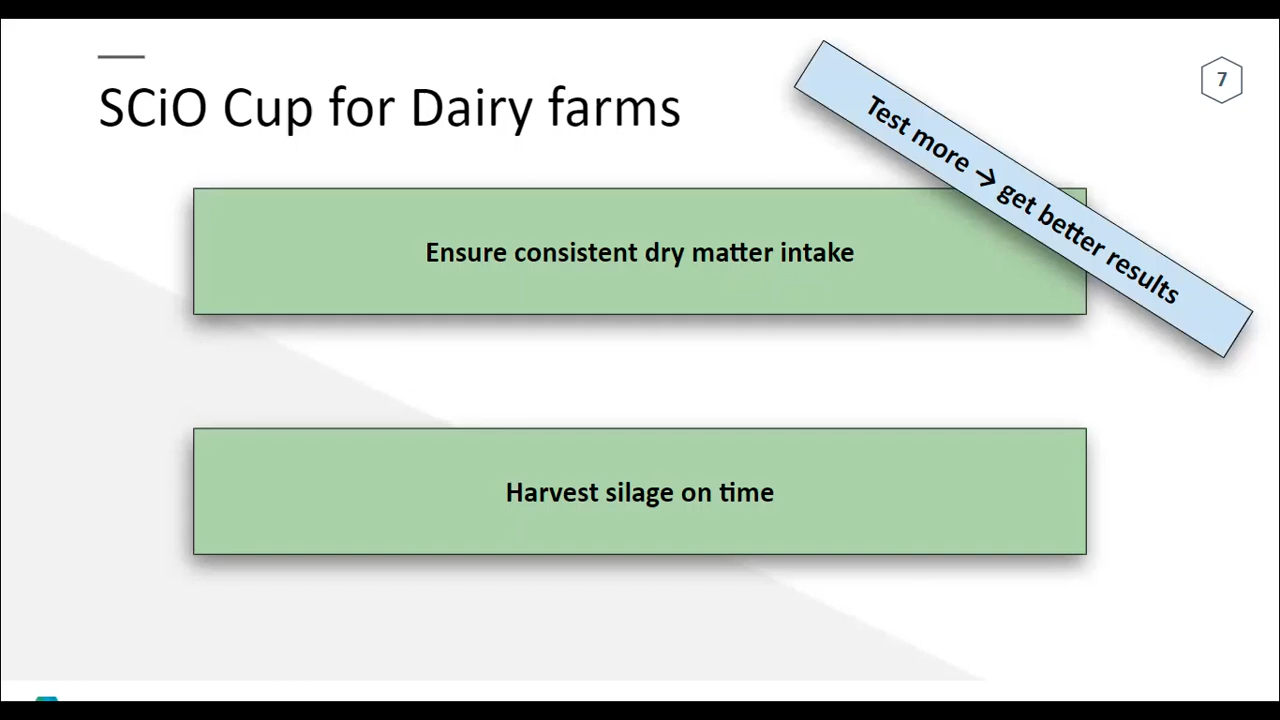 7
SCiO Cup for Dairy farms
Test more → get better results
Ensure consistent dry matter intake
Harvest silage on time